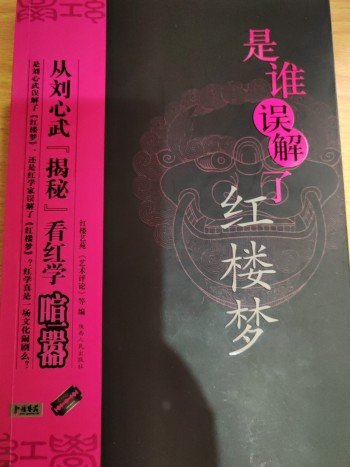 是谁误解了
红楼梦
从刘心武『揭秘』看红学喧嚣
是刘心武误解了《红楼梦》，还是红学家误解了《红楼梦》？红学真是一场文化闹剧么？
红楼艺苑 《艺术评论》等 编
陕西人民出版社